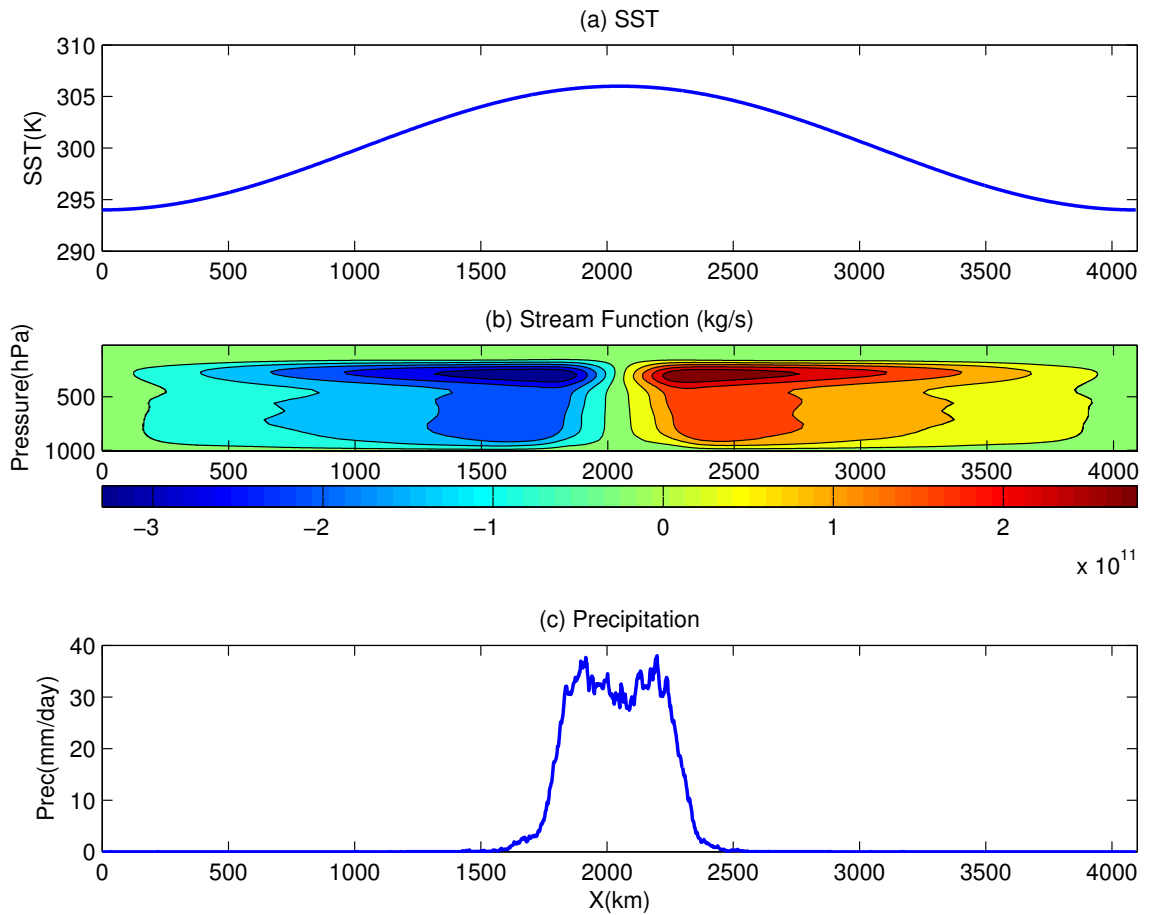 (a) SST
310
305
300
295
290
SST(K)
0 500 1000 1500 2000 2500 3000 3500 4000
(b) Stream Function (kg/s)
500
1000
Pressure(hPa)
0 500 1000 1500 2000 2500 3000 3500 4000
−3 −2 −1 0 1 2
x 10^11
(c) Precipitation
40
30
20
10
0
Prec(mm/day)
0 500 1000 1500 2000 2500 3000 3500 4000
X(km)